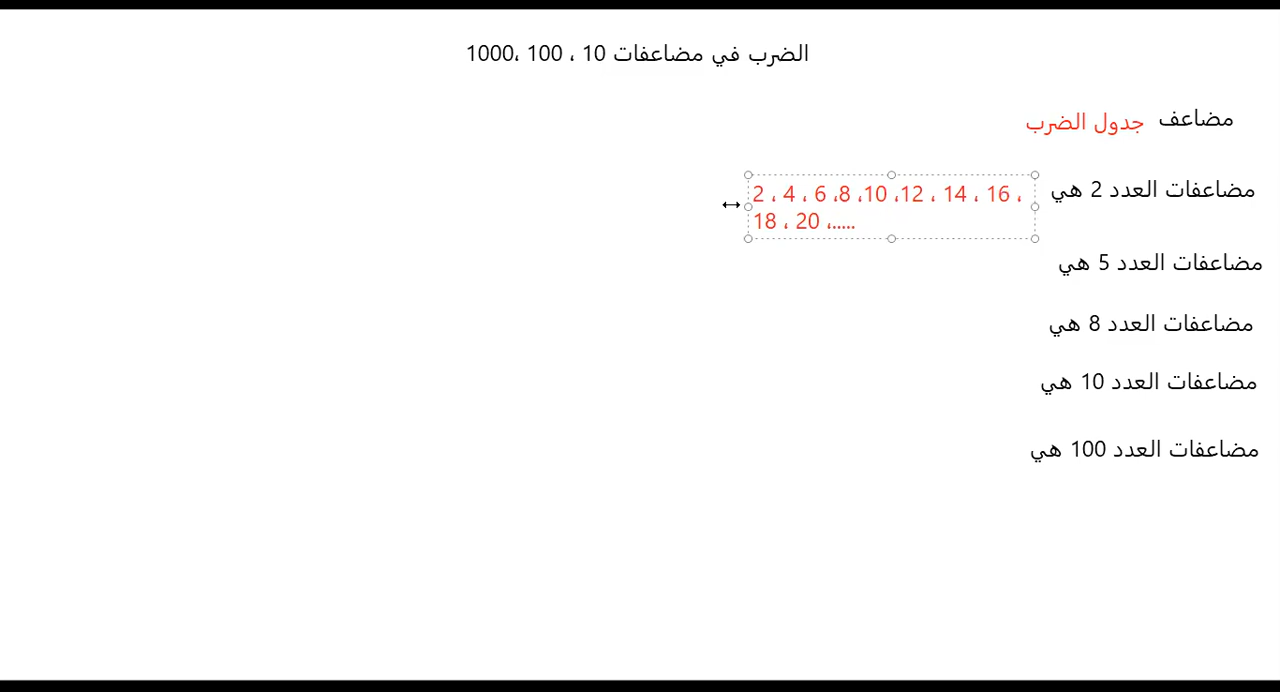 الضرب في مضاعفات 10 ، 100 ،1000
مضاعف جدول الضرب
مضاعفات العدد 2 هي
2 ، 4 ، 6 ،8 ،10 ،12 ، 14 ، 16 ،
18 ، 20 ،.....
مضاعفات العدد 5 هي
مضاعفات العدد 8 هي
مضاعفات العدد 10 هي
مضاعفات العدد 100 هي